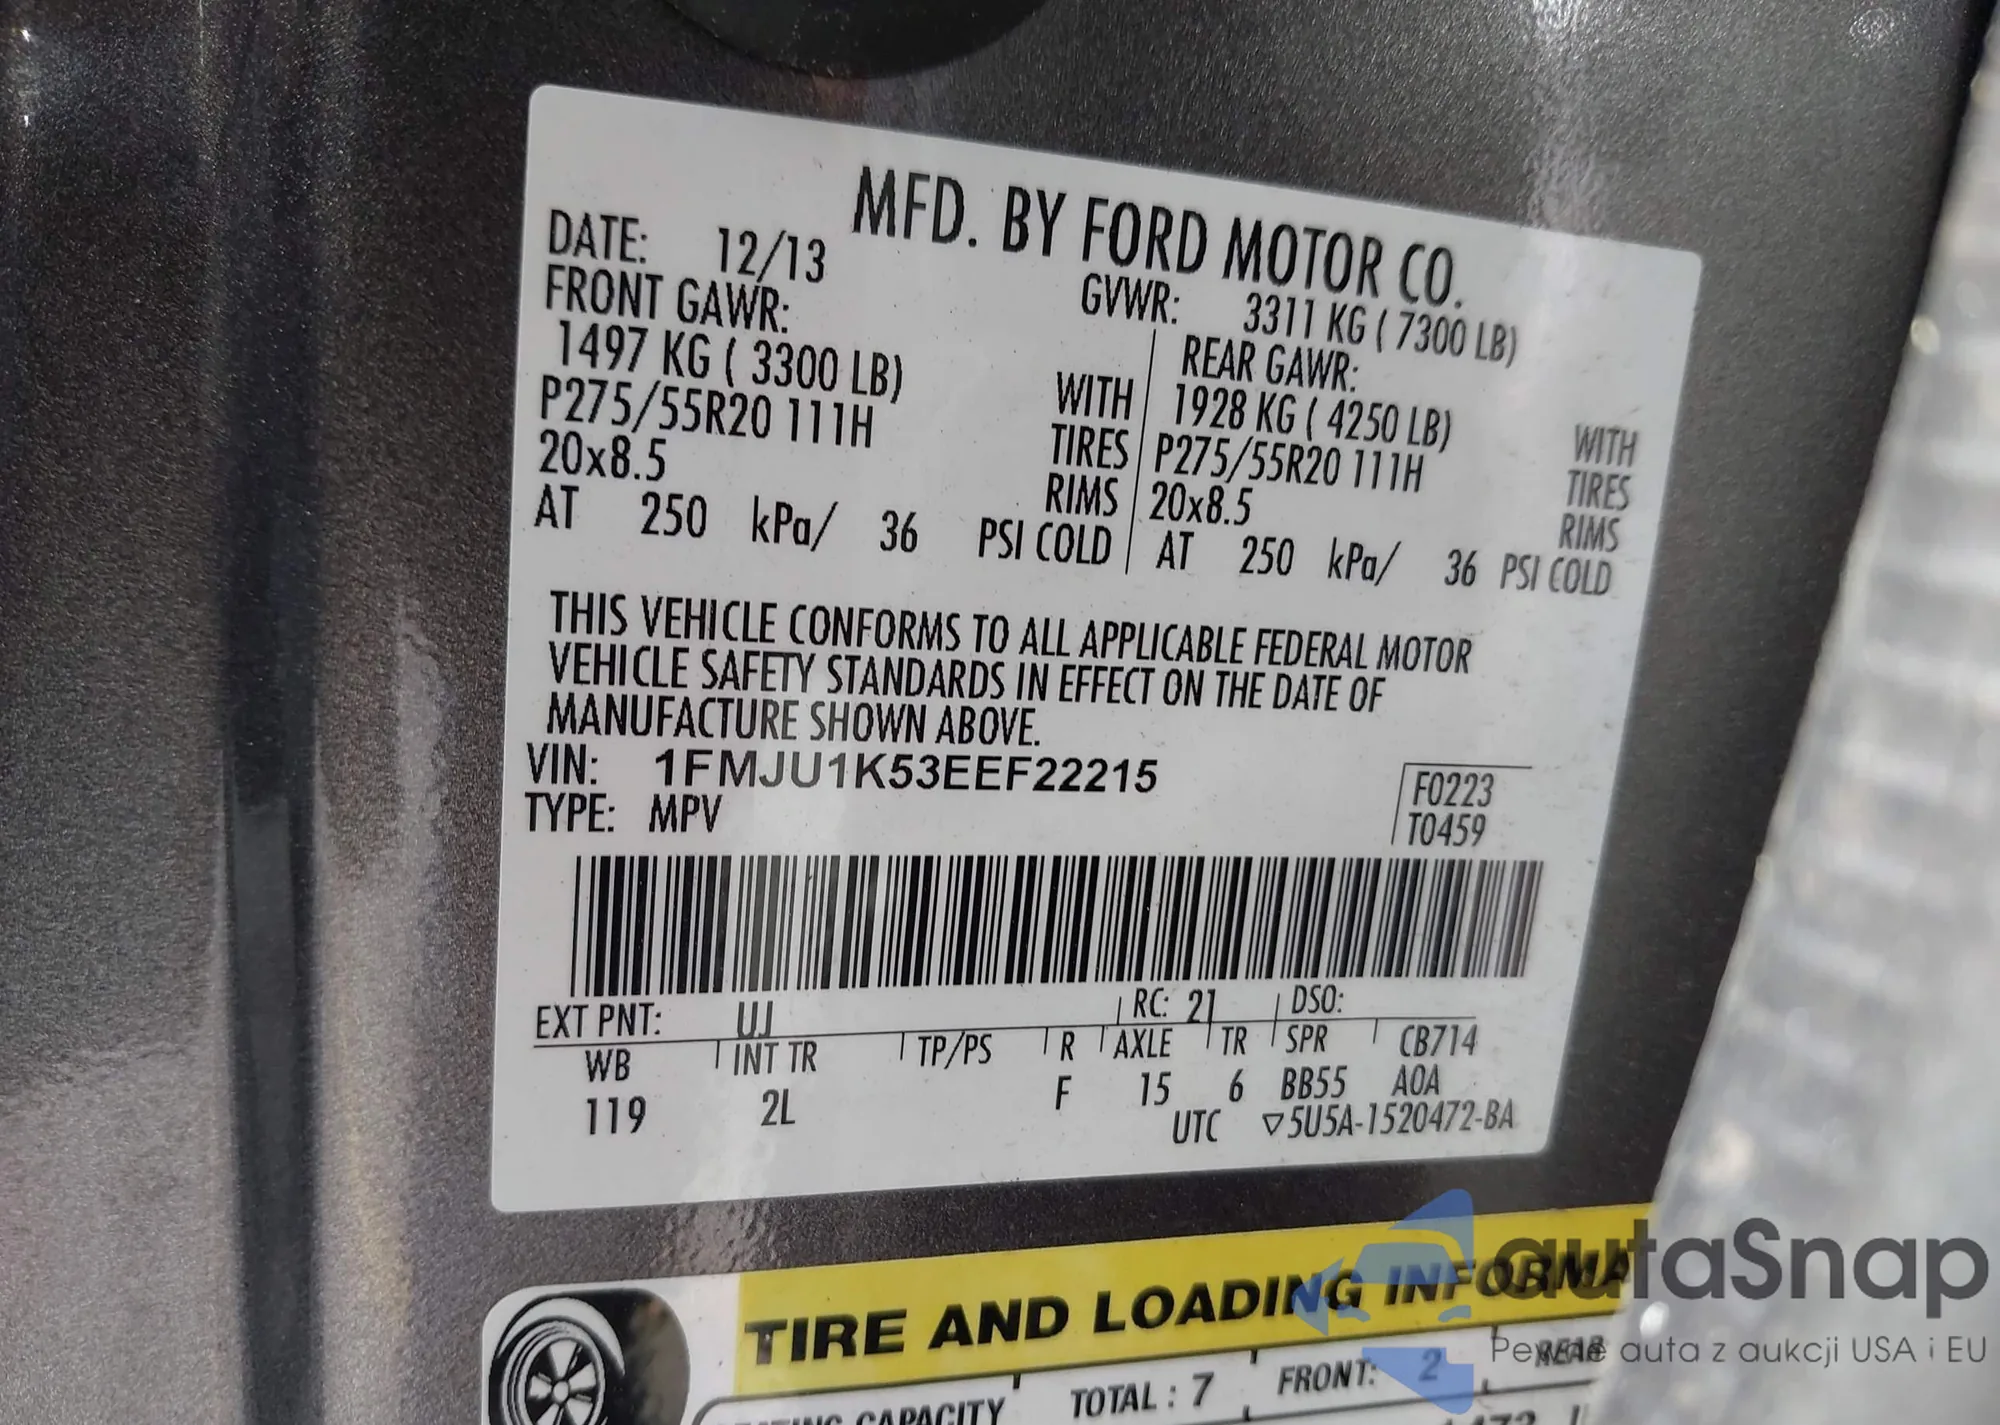 MFD. BY FORD MOTOR CO.
DATE: 12/13
GVWR: 3311 KG ( 7300 LB)
FRONT GAWR:
REAR GAWR:
1497 KG ( 3300 LB) WITH
1928 KG ( 4250 LB) WITH
P275/55R20 111H TIRES
P275/55R20 111H TIRES
20x8.5 RIMS
20x8.5 RIMS
AT 250 kPa/ 36 PSI COLD
AT 250 kPa/ 36 PSI COLD
THIS VEHICLE CONFORMS TO ALL APPLICABLE FEDERAL MOTOR
VEHICLE SAFETY STANDARDS IN EFFECT ON THE DATE OF
MANUFACTURE SHOWN ABOVE.
VIN: 1FMJU1K53EEF22215
F0223
TYPE: MPV
T0459
EXT PNT: UJ RC: 21 DSO:
WB INT TR TP/PS R AXLE TR SPR CB714
119 2L F 15 6 BB55 A0A
UTC ▽5U5A-1520472-BA
TIRE AND LOADING INFORMA
autaSnap
Pewne auta z aukcji USA i EU
CAPACITY TOTAL : 7 FRONT: 2 REAR